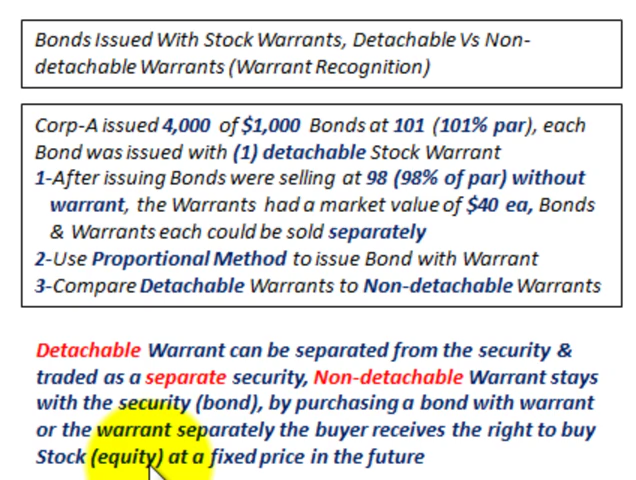 Bonds Issued With Stock Warrants, Detachable Vs Non-
detachable Warrants (Warrant Recognition)
Corp-A issued 4,000 of $1,000 Bonds at 101 (101% par), each
Bond was issued with (1) detachable Stock Warrant
1-After issuing Bonds were selling at 98 (98% of par) without
warrant, the Warrants had a market value of $40 ea, Bonds
& Warrants each could be sold separately
2-Use Proportional Method to issue Bond with Warrant
3-Compare Detachable Warrants to Non-detachable Warrants
Detachable Warrant can be separated from the security &
traded as a separate security, Non-detachable Warrant stays
with the security (bond), by purchasing a bond with warrant
or the warrant separately the buyer receives the right to buy
Stock (equity) at a fixed price in the future